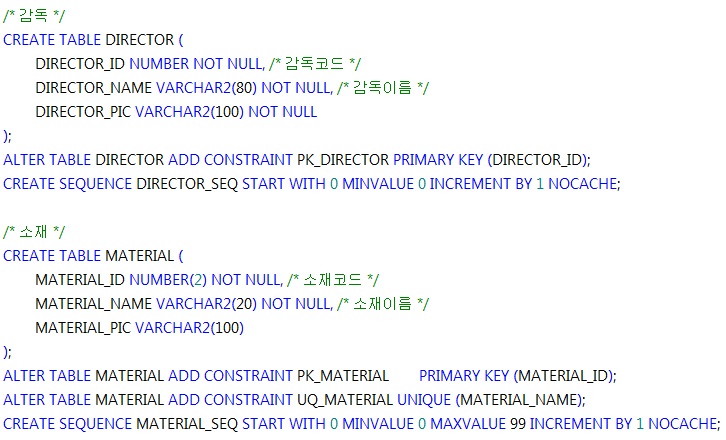 /* 감독 */
CREATE TABLE DIRECTOR (
DIRECTOR_ID NUMBER NOT NULL, /* 감독코드 */
DIRECTOR_NAME VARCHAR2(80) NOT NULL, /* 감독이름 */
DIRECTOR_PIC VARCHAR2(100) NOT NULL
);
ALTER TABLE DIRECTOR ADD CONSTRAINT PK_DIRECTOR PRIMARY KEY (DIRECTOR_ID);
CREATE SEQUENCE DIRECTOR_SEQ START WITH 0 MINVALUE 0 INCREMENT BY 1 NOCACHE;
/* 소재 */
CREATE TABLE MATERIAL (
MATERIAL_ID NUMBER(2) NOT NULL, /* 소재코드 */
MATERIAL_NAME VARCHAR2(20) NOT NULL, /* 소재이름 */
MATERIAL_PIC VARCHAR2(100)
);
ALTER TABLE MATERIAL ADD CONSTRAINT PK_MATERIAL PRIMARY KEY (MATERIAL_ID);
ALTER TABLE MATERIAL ADD CONSTRAINT UQ_MATERIAL UNIQUE (MATERIAL_NAME);
CREATE SEQUENCE MATERIAL_SEQ START WITH 0 MINVALUE 0 MAXVALUE 99 INCREMENT BY 1 NOCACHE;